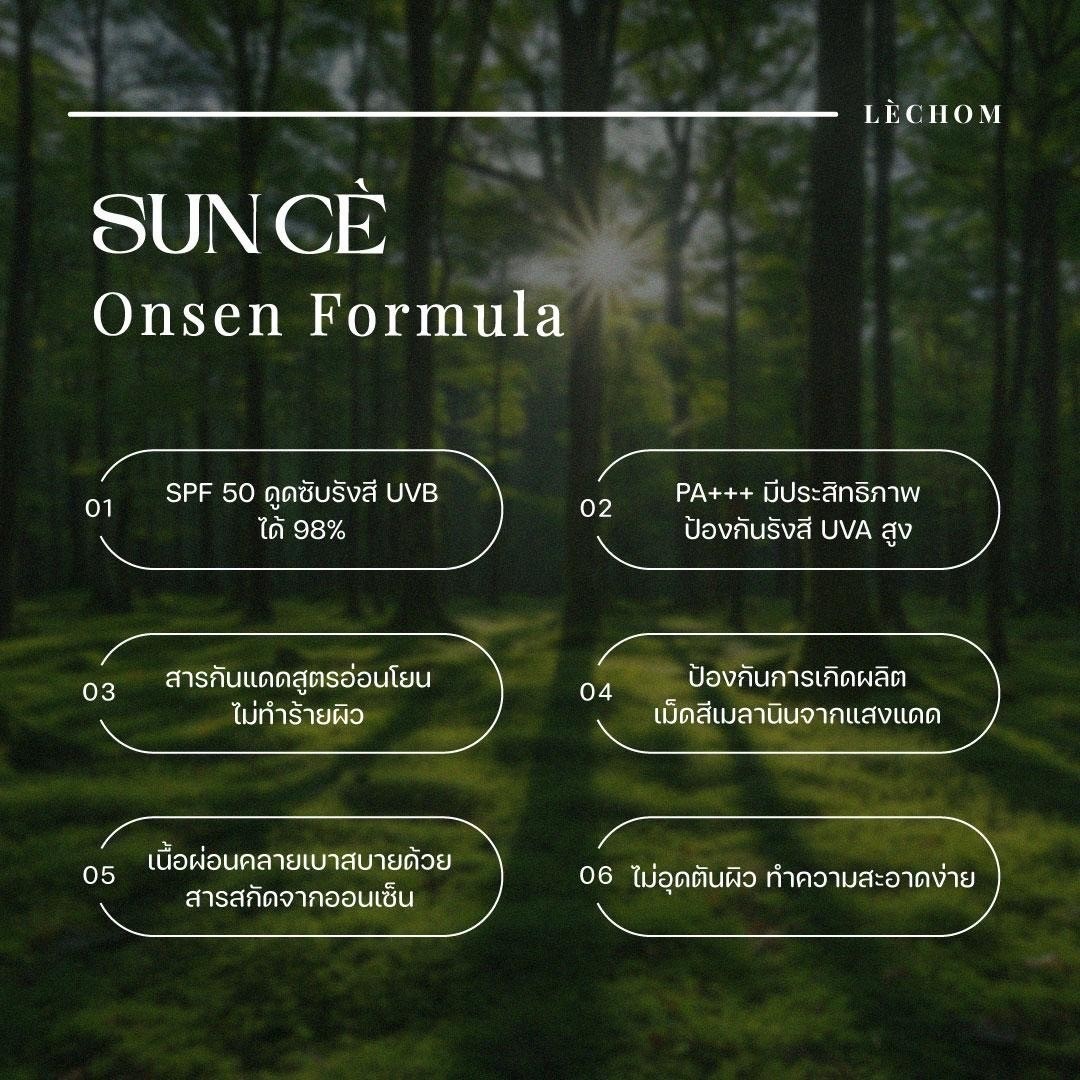 LÈCHOM
SUN CÈ
Onsen Formula
01
SPF 50 ดูดซับรังสี UVB
ได้ 98%
02
PA+++ มีประสิทธิภาพ
ป้องกันรังสี UVA สูง
03
สารกันแดดสูตรอ่อนโยน
ไม่ทำร้ายผิว
04
ป้องกันการเกิดผลิต
เม็ดสีเมลานินจากแสงแดด
05
เนื้อผ่อนคลายเบาสบายด้วย
สารสกัดจากออนเซ็น
06
ไม่อุดตันผิว ทำความสะอาดง่าย